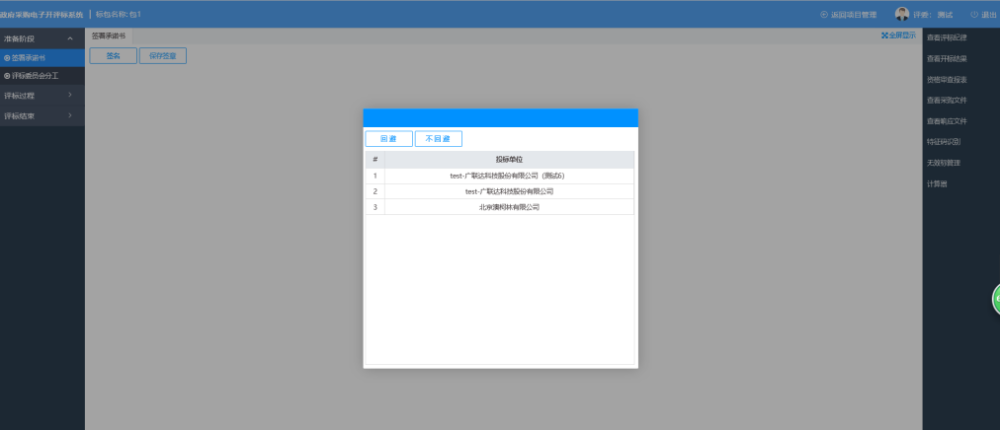 政府采购电子开评标系统 | 标包名称: 包1
返回项目管理 评委: 测试 退出
准备阶段
签署承诺书
评标委员会分工
评标过程
评标结果
签署承诺书
全屏显示
签名 保存签章
回避 不回避
# 投标单位
1 test-广联达科技股份有限公司（测试6）
2 test-广联达科技股份有限公司
3 北京澳柯林有限公司
查看评标纪律
查看开标结果
资格审查报表
查看采购文件
查看响应文件
特征码识别
无效标管理
计算器